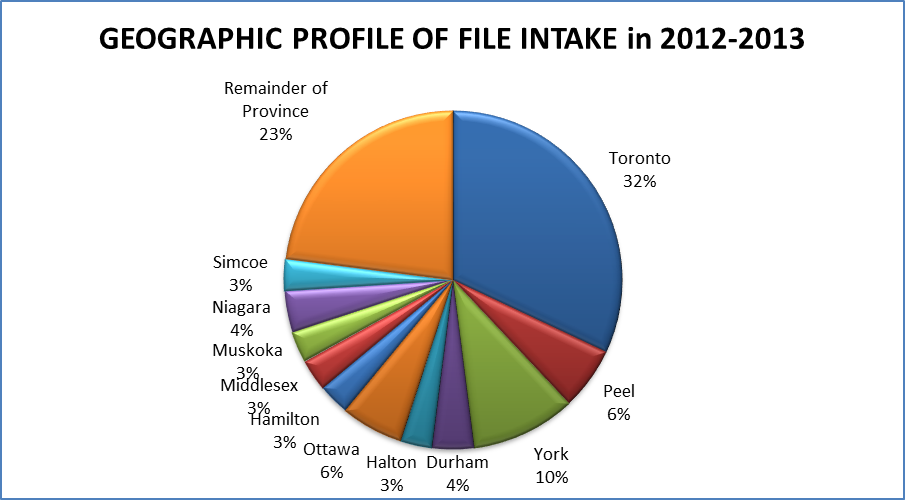 GEOGRAPHIC PROFILE OF FILE INTAKE in 2012-2013
Remainder of
Province
23%
Toronto
32%
Peel
6%
York
10%
Durham
4%
Halton
3%
Ottawa
6%
Hamilton
3%
Middlesex
3%
Muskoka
3%
Niagara
4%
Simcoe
3%